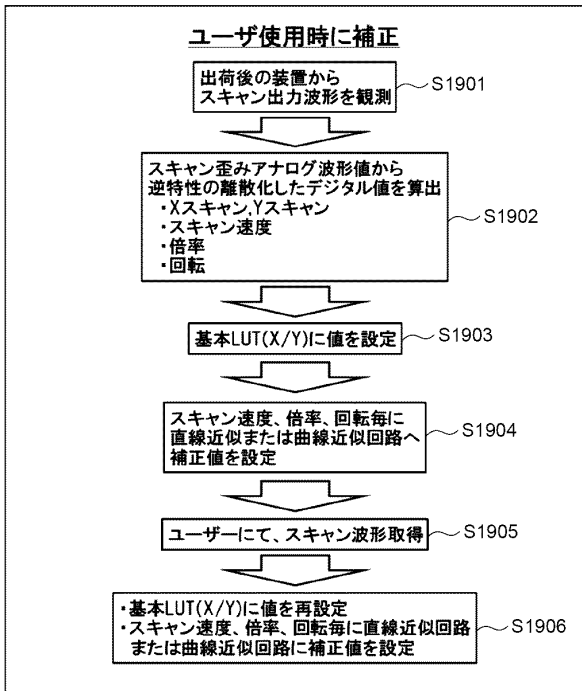 ユーザ使用時に補正
出荷後の装置から
スキャン出力波形を観測
S1901
スキャン歪みアナログ波形値から
逆特性の離散化したデジタル値を算出
・Xスキャン,Yスキャン
・スキャン速度
・倍率
・回転
S1902
基本LUT(X/Y)に値を設定
S1903
スキャン速度、倍率、回転毎に
直線近似または曲線近似回路へ
補正値を設定
S1904
ユーザーにて、スキャン波形取得
S1905
・基本LUT(X/Y)に値を再設定
・スキャン速度、倍率、回転毎に直線近似回路
または曲線近似回路に補正値を設定
S1906